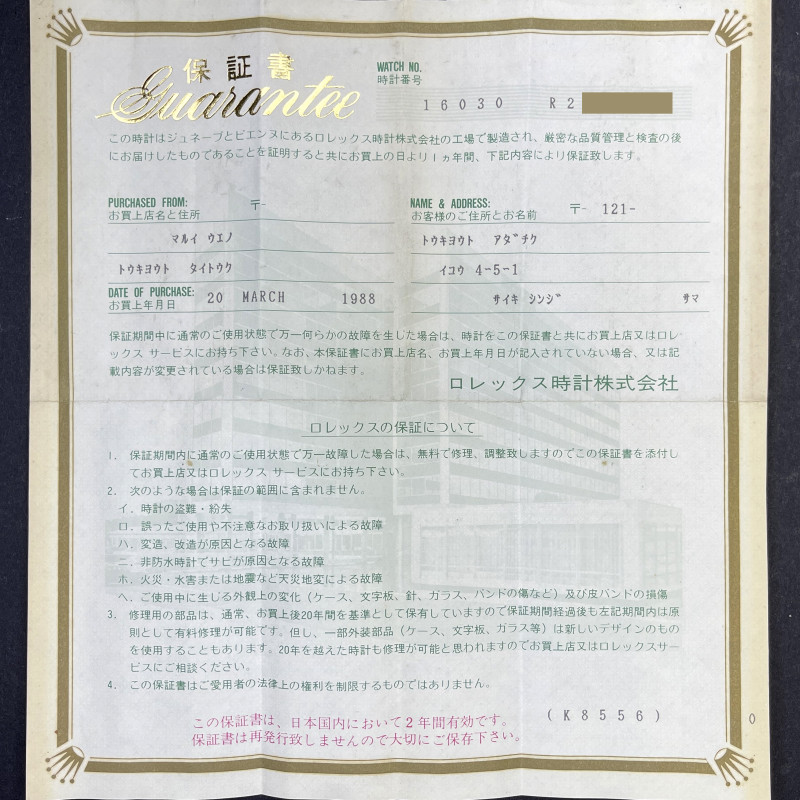 保証書
Guarantee
WATCH NO.
時計番号
16030 R2
この時計はジュネーブとビエンヌにあるロレックス時計株式会社の工場で製造され、厳密な品質管理と検査の後
にお届けしたものであることを証明すると共にお買上の日より1ヵ年間、下記内容により保証致します。
PURCHASED FROM: 〒-
お買上店名と住所
マルイ ウエノ
トウキヨウト タイトウク
DATE OF PURCHASE: 20 MARCH 1988
お買上年月日
NAME & ADDRESS: 〒- 121-
お客様のご住所とお名前
トウキヨウト アダチク
イコウ 4-5-1
サイキ シンジ サマ
保証期間中に通常のご使用状態で万一何らかの故障を生じた場合は、時計をこの保証書と共にお買上店又はロレ
ックス サービスにお持ち下さい。なお、本保証書にお買上店名、お買上年月日が記入されていない場合、又は記
載内容が変更されている場合は保証致しかねます。
ロレックス時計株式会社
ロレックスの保証について
1. 保証期間内に通常のご使用状態で万一故障した場合は、無料で修理、調整致しますのでこの保証書を添付し
てお買上店又はロレックス サービスにお持ち下さい。
2. 次のような場合は保証の範囲に含まれません。
イ. 時計の盗難・紛失
ロ. 誤ったご使用や不注意なお取り扱いによる故障
ハ. 変造、改造が原因となる故障
ニ. 非防水時計でサビが原因となる故障
ホ. 火災・水害または地震など天災地変による故障
ヘ. ご使用中に生じる外観上の変化(ケース、文字板、針、ガラス、バンドの傷など)及び皮バンドの損傷
3. 修理用の部品は、通常、お買上後20年間を基準として保有していますので保証期間経過後も左記期間内は原
則として有料修理が可能です。但し、一部外装部品(ケース、文字板、ガラス等)は新しいデザインのもの
を使用することもあります。20年を越えた時計も修理が可能と思われますのでお買上店又はロレックスサー
ビスにご相談ください。
4. この保証書はご愛用者の法律上の権利を制限するものではありません。
この保証書は、日本国内において2年間有効です。
保証書は再発行致しませんので大切にご保存下さい。
(K8556)
0